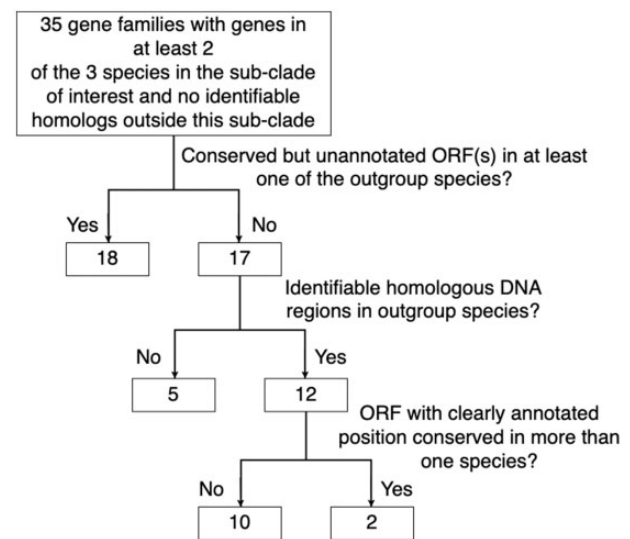 35 gene families with genes in
at least 2
of the 3 species in the sub-clade
of interest and no identifiable
homologs outside this sub-clade
Conserved but unannotated ORF(s) in at least
one of the outgroup species?
Yes
No
18
17
Identifiable homologous DNA
regions in outgroup species?
No
Yes
5
12
ORF with clearly annotated
position conserved in more than
one species?
No
Yes
10
2